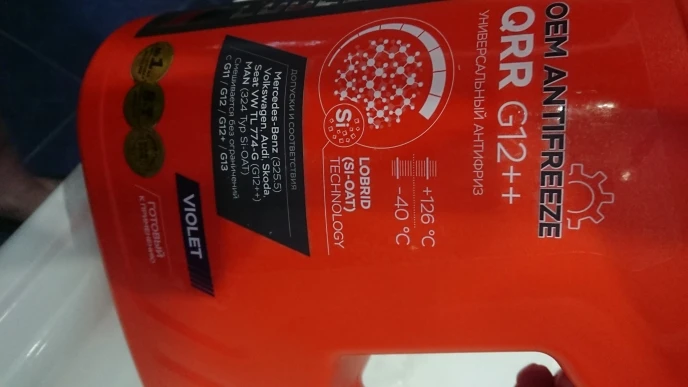 OEM ANTIFREEZE
QRR G12++
УНИВЕРСАЛЬНЫЙ АНТИФРИЗ
+126 °C
-40 °C
Si
LOBRID
(SI-OAT)
TECHNOLOGY
ДОПУСКИ И СООТВЕТСТВИЯ
Mercedes-Benz (325.5)
Volkswagen, Audi, Skoda
Seat VW TL 774-G (G12++)
MAN (324 Typ Si-OAT)
Смешивается без ограничений
с G11 / G12 / G12+ / G13
VIOLET
ГОТОВЫЙ
К ПРИМЕНЕНИЮ